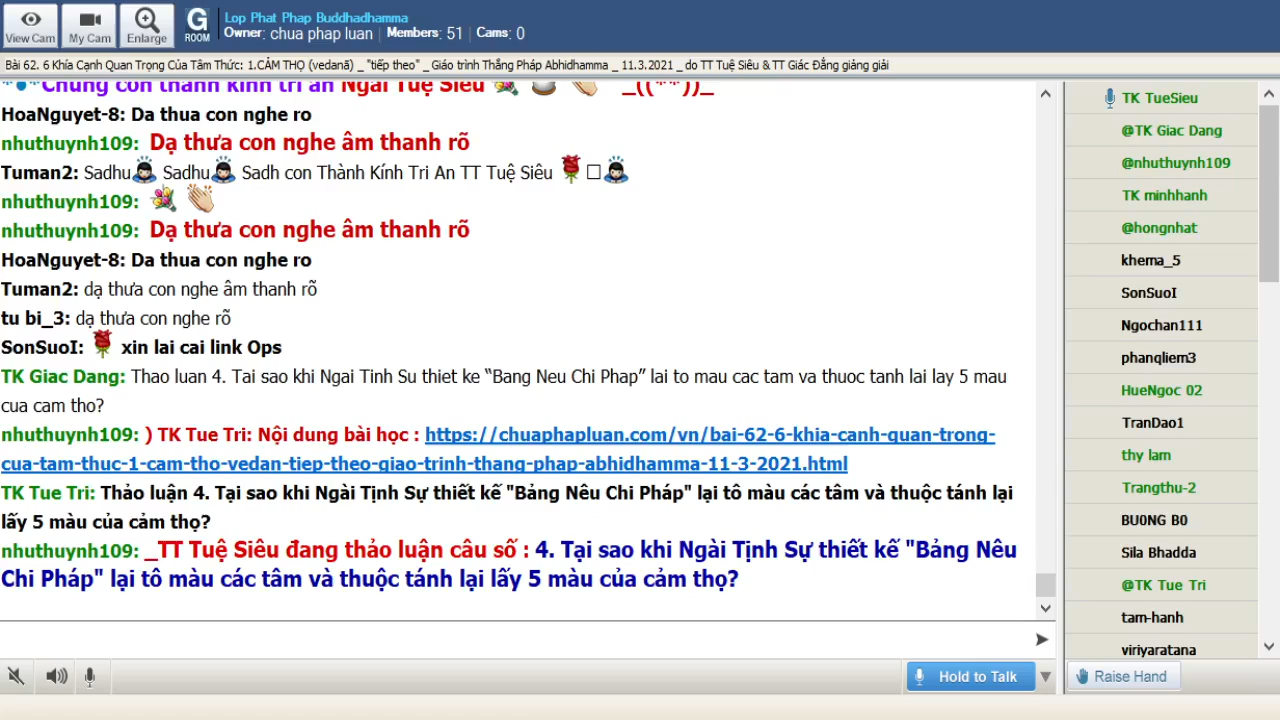 View Cam
My Cam
Enlarge
G
ROOM
Lop Phat Phap Buddhadhamma
Owner: chua phap luan | Members: 51 | Cams: 0
Bài 62. 6 Khía Cạnh Quan Trọng Của Tâm Thức: 1.CẢM THỌ (vedanā) _ "tiếp theo" _ Giáo trình Thắng Pháp Abhidhamma _ 11.3.2021 _ do TT Tuệ Siêu & TT Giác Đẳng giảng giải
*•*Chúng con thành kính tri ân Ngài Tuệ Siêu _((**))_
HoaNguyet-8: Da thua con nghe ro
nhuthuynh109: Dạ thưa con nghe âm thanh rõ
Tuman2: Sadhu Sadhu Sadh con Thành Kính Tri An TT Tuệ Siêu
nhuthuynh109:
nhuthuynh109: Dạ thưa con nghe âm thanh rõ
HoaNguyet-8: Da thua con nghe ro
Tuman2: dạ thưa con nghe âm thanh rõ
tu bi_3: dạ thưa con nghe rõ
SonSuoI: xin lai cai link Ops
TK Giac Dang: Thao luan 4. Tai sao khi Ngai Tinh Su thiet ke “Bang Neu Chi Phap” lai to mau cac tam va thuoc tanh lai lay 5 mau
cua cam tho?
nhuthuynh109: ) TK Tue Tri: Nội dung bài học : https://chuaphapluan.com/vn/bai-62-6-khia-canh-quan-trong-
cua-tam-thuc-1-cam-tho-vedan-tiep-theo-giao-trinh-thang-phap-abhidhamma-11-3-2021.html
TK Tue Tri: Thảo luận 4. Tại sao khi Ngài Tịnh Sự thiết kế "Bảng Nêu Chi Pháp" lại tô màu các tâm và thuộc tánh lại
lấy 5 màu của cảm thọ?
nhuthuynh109: _TT Tuệ Siêu đang thảo luận câu số : 4. Tại sao khi Ngài Tịnh Sự thiết kế "Bảng Nêu
Chi Pháp" lại tô màu các tâm và thuộc tánh lại lấy 5 màu của cảm thọ?
Hold to Talk
TK TueSieu
@TK Giac Dang
@nhuthuynh109
TK minhhanh
@hongnhat
khema_5
SonSuoI
Ngochan111
phanqliem3
HueNgoc 02
TranDao1
thy lam
Trangthu-2
BU0NG B0
Sila Bhadda
@TK Tue Tri
tam-hanh
viriyaratana
Raise Hand